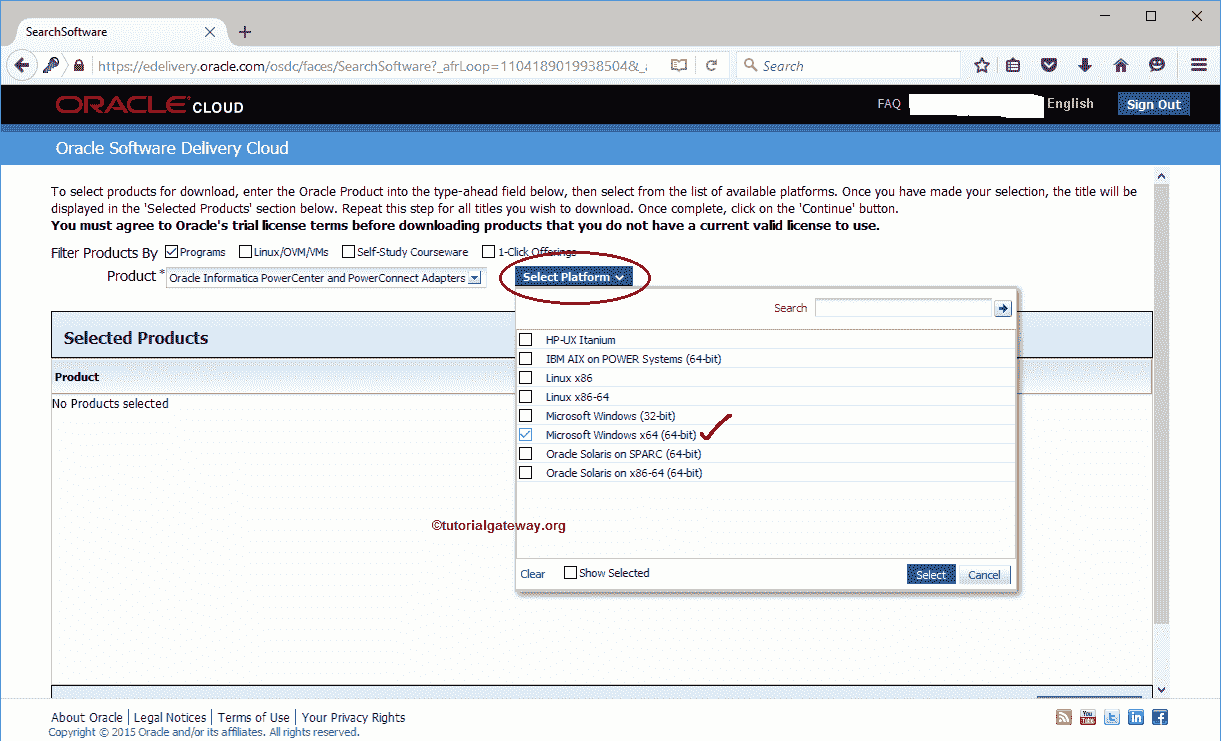 SearchSoftware
https://edelivery.oracle.com/osdc/faces/SearchSoftware?_afrLoop=1104189019938504&_a
Search
ORACLE CLOUD
FAQ
English
Sign Out
Oracle Software Delivery Cloud
To select products for download, enter the Oracle Product into the type-ahead field below, then select from the list of available platforms. Once you have made your selection, the title will be
displayed in the 'Selected Products' section below. Repeat this step for all titles you wish to download. Once complete, click on the 'Continue' button.
You must agree to Oracle's trial license terms before downloading products that you do not have a current valid license to use.
Filter Products By Programs Linux/OVM/VMs Self-Study Courseware 1-Click Offerings
Product * Oracle Informatica PowerCenter and PowerConnect Adapters Select Platform
Search
Selected Products
Product
No Products selected
HP-UX Itanium
IBM AIX on POWER Systems (64-bit)
Linux x86
Linux x86-64
Microsoft Windows (32-bit)
Microsoft Windows x64 (64-bit)
Oracle Solaris on SPARC (64-bit)
Oracle Solaris on x86-64 (64-bit)
©tutorialgateway.org
Clear Show Selected Select Cancel
About Oracle | Legal Notices | Terms of Use | Your Privacy Rights
Copyright © 2015 Oracle and/or its affiliates. All rights reserved.
You Tube